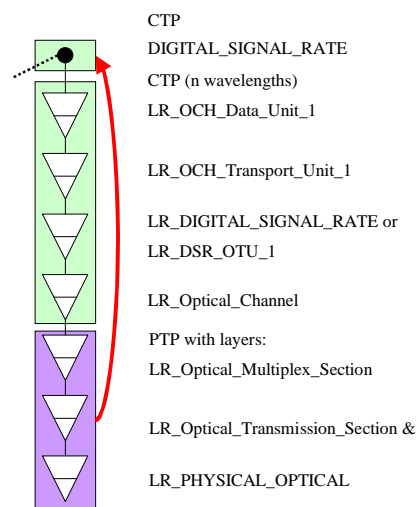 CTP
DIGITAL_SIGNAL_RATE
CTP (n wavelengths)
LR_OCH_Data_Unit_1
LR_OCH_Transport_Unit_1
LR_DIGITAL_SIGNAL_RATE or
LR_DSR_OTU_1
LR_Optical_Channel
PTP with layers:
LR_Optical_Multiplex_Section
LR_Optical_Transmission_Section &
LR_PHYSICAL_OPTICAL